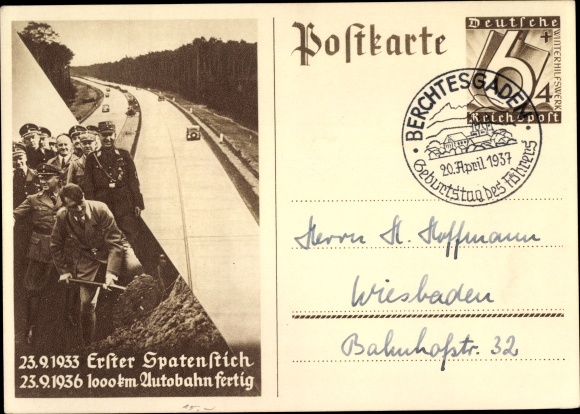 Postkarte
Deutsche
6+4
WINTERHILFSWERK
Reichspost
BERCHTESGADEN
20. April 1937
Geburtstag des Führers
Herrn H. Hoffmann
Wiesbaden
Bahnhofstr. 32
23.9.1933 Erster Spatenstich
23.9.1936 1000 km Autobahn fertig